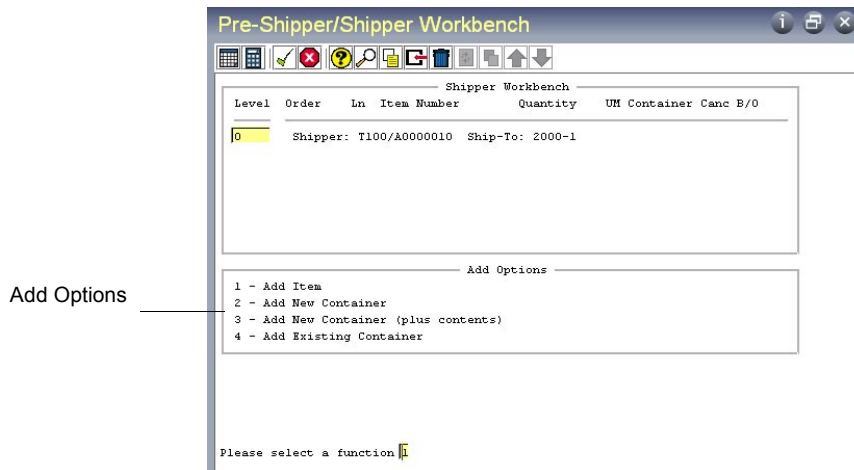 Pre-Shipper/Shipper Workbench
Shipper Workbench
Level Order Ln Item Number Quantity UM Container Canc B/O
0 Shipper: T100/A0000010 Ship-To: 2000-1
Add Options
Add Options
1 - Add Item
2 - Add New Container
3 - Add New Container (plus contents)
4 - Add Existing Container
Please select a function 1